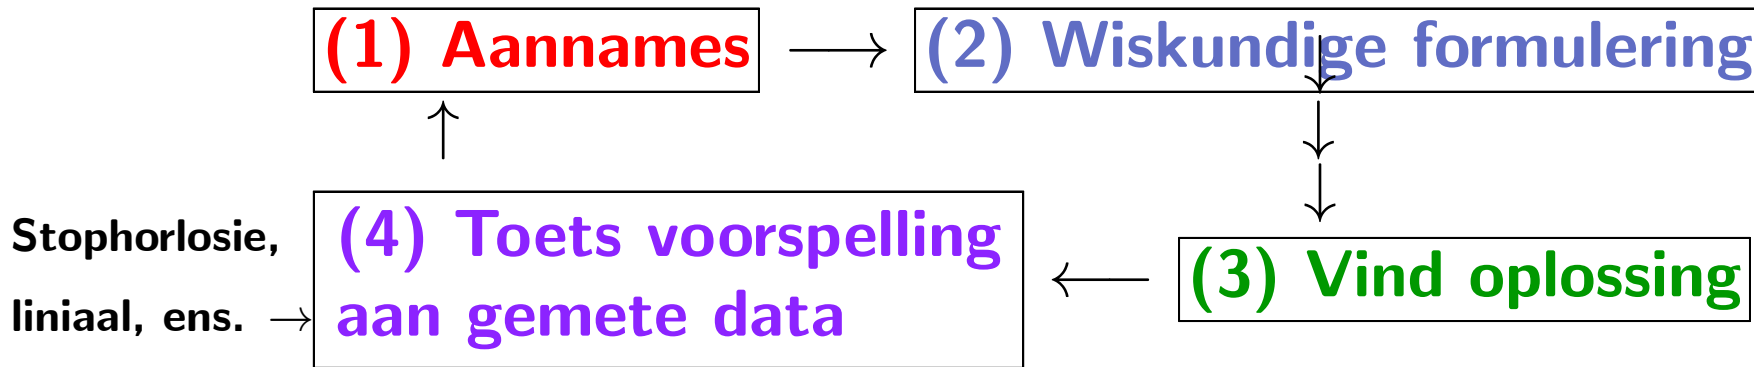 (1) Aannames → (2) Wiskundige formulering
Stophorlosie,
liniaal, ens. →
(4) Toets voorspelling
aan gemete data
(3) Vind oplossing